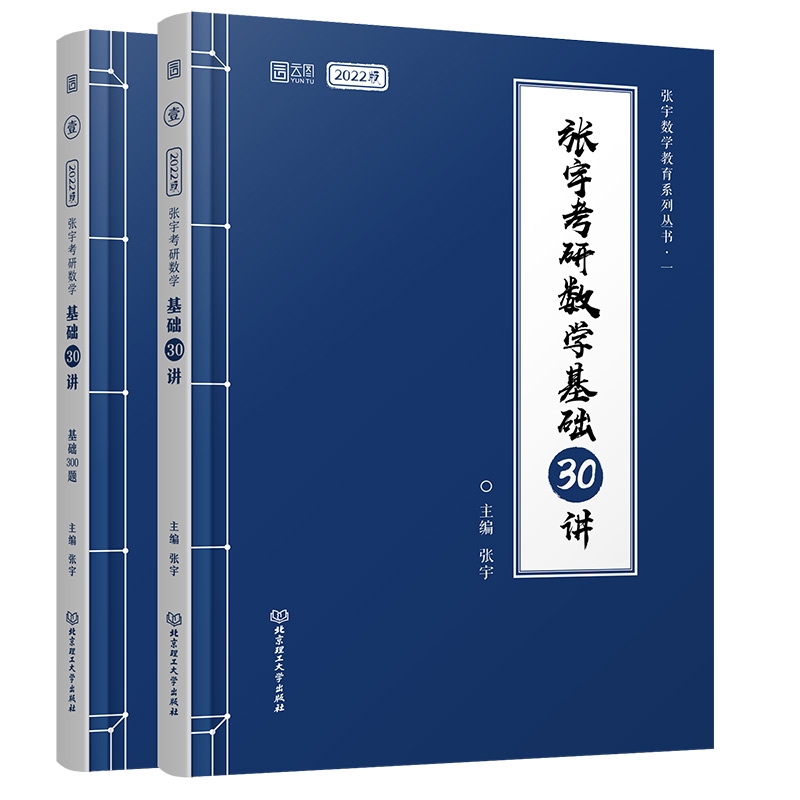 云图
YUN TU
2022版
张宇数学教育系列丛书·一
张宇考研数学基础30讲
主编 张宇
北京理工大学出版社
壹
2022版
张宇考研数学
基础30讲
主编 张宇
北京理工大学出版社
壹
2022版
张宇考研数学
基础30讲
基础300题
主编 张宇
北京理工大学出版社